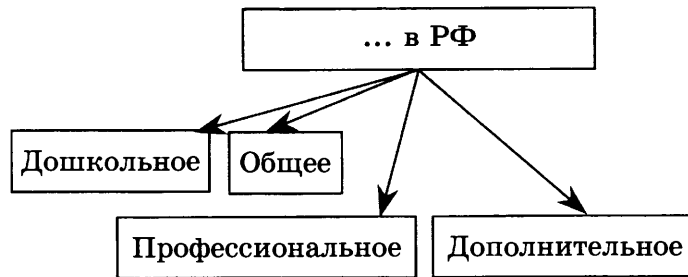 ... в РФ
Дошкольное
Общее
Профессиональное
Дополнительное